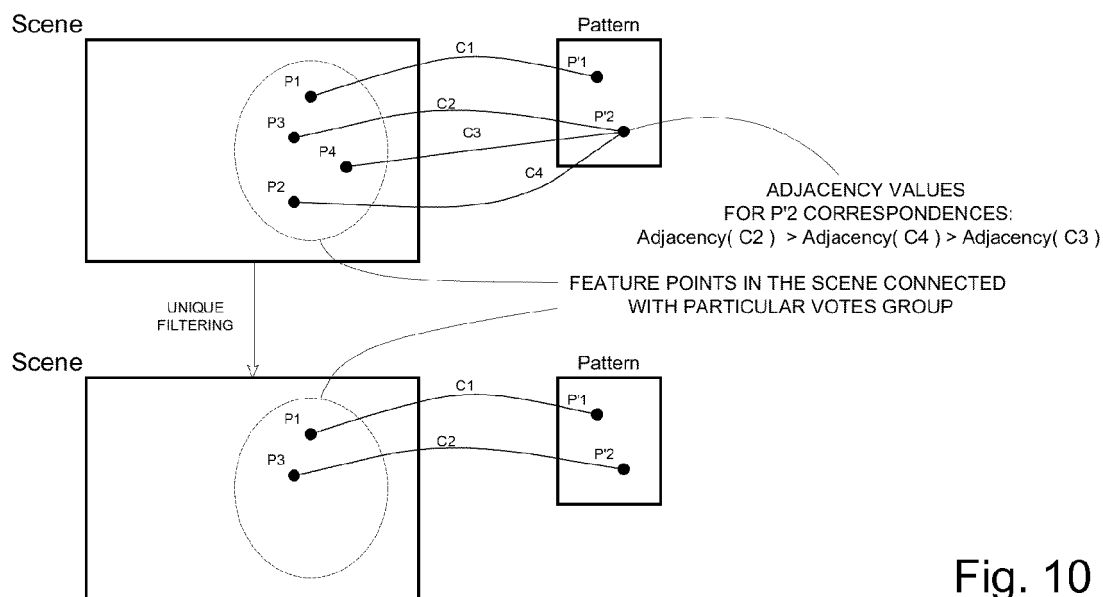 Scene
Pattern
C1
P'1
P1
C2
P3
P'2
C3
P4
C4
P2
ADJACENCY VALUES
FOR P'2 CORRESPONDENCES:
Adjacency( C2 ) > Adjacency( C4 ) > Adjacency( C3 )
FEATURE POINTS IN THE SCENE CONNECTED
WITH PARTICULAR VOTES GROUP
UNIQUE
FILTERING
Scene
Pattern
C1
P'1
P1
C2
P3
P'2
Fig. 10